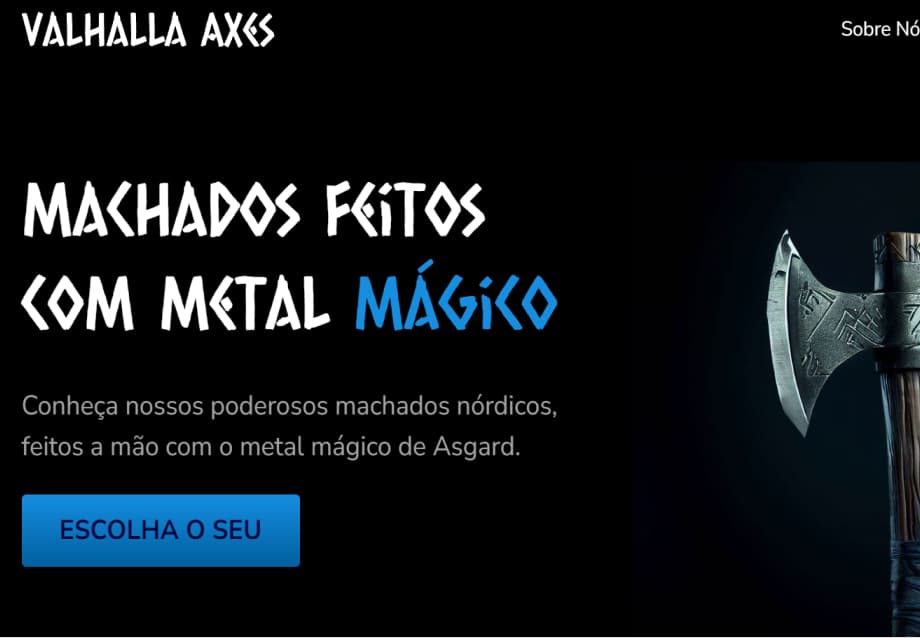 VALHALLA AXES
Sobre Nó
MACHADOS FEITOS
COM METAL MÁGICO
Conheça nossos poderosos machados nórdicos,
feitos a mão com o metal mágico de Asgard.
ESCOLHA O SEU